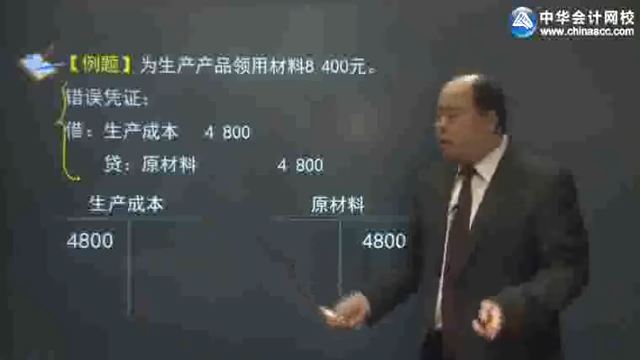 中华会计网校
www.chinaacc.com
【例题】为生产产品领用材料8 400元。
错误凭证：
借：生产成本 4 800
贷：原材料 4 800
生产成本 原材料
4800 4800